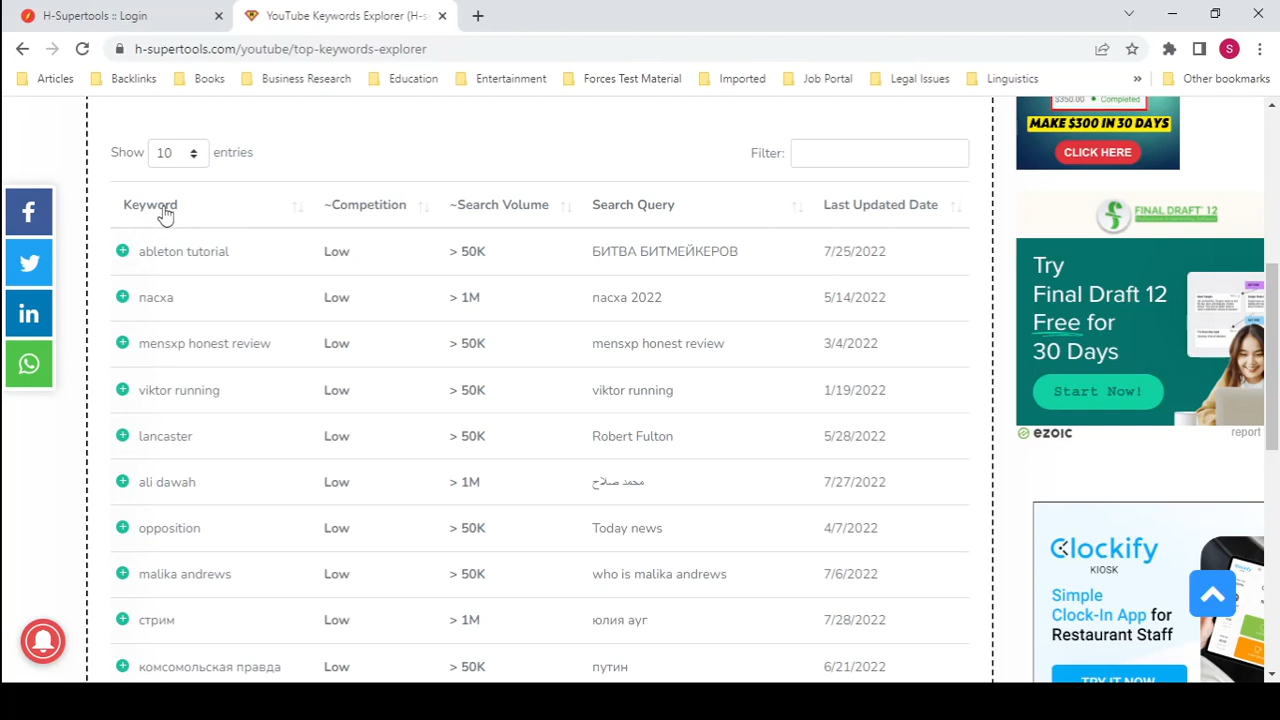 H-Supertools :: Login
YouTube Keywords Explorer (H-s
h-supertools.com/youtube/top-keywords-explorer
S
Articles Backlinks Books Business Research Education Entertainment Forces Test Material Imported Job Portal Legal Issues Linguistics » Other bookmarks
$350.00 Completed
MAKE $300 IN 30 DAYS
CLICK HERE
Show 10 entries Filter:
Keyword ~Competition ~Search Volume Search Query Last Updated Date
ableton tutorial Low > 50K БИТВА БИТМЕЙКЕРОВ 7/25/2022
пасха Low > 1M пасха 2022 5/14/2022
mensxp honest review Low > 50K mensxp honest review 3/4/2022
viktor running Low > 50K viktor running 1/19/2022
lancaster Low > 50K Robert Fulton 5/28/2022
ali dawah Low > 1M محمد صلاح 7/27/2022
opposition Low > 50K Today news 4/7/2022
malika andrews Low > 50K who is malika andrews 7/6/2022
стрим Low > 1M юлия ауг 7/28/2022
комсомольская правда Low > 50K путин 6/21/2022
FINAL DRAFT 12
Try
Final Draft 12
Free for
30 Days
Start Now!
ezoic report
Clockify
KIOSK
Simple
Clock-In App for
Restaurant Staff
TRY IT NOW